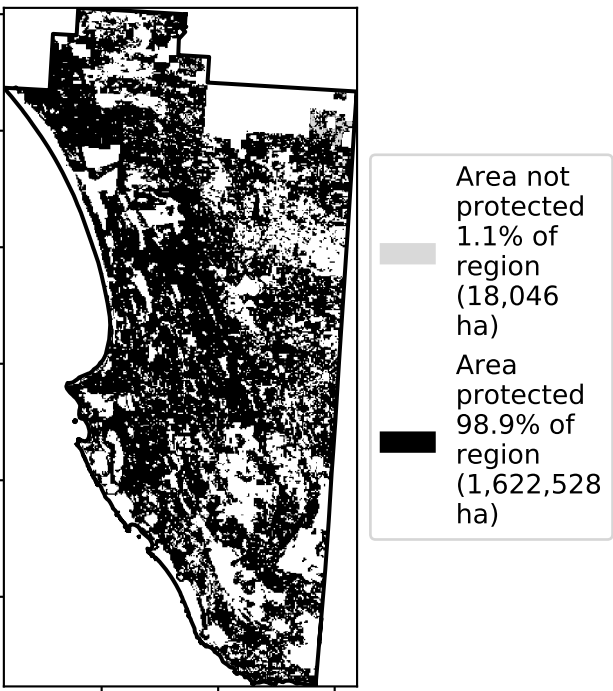 Area not
protected
1.1% of
region
(18,046
ha)
Area
protected
98.9% of
region
(1,622,528
ha)